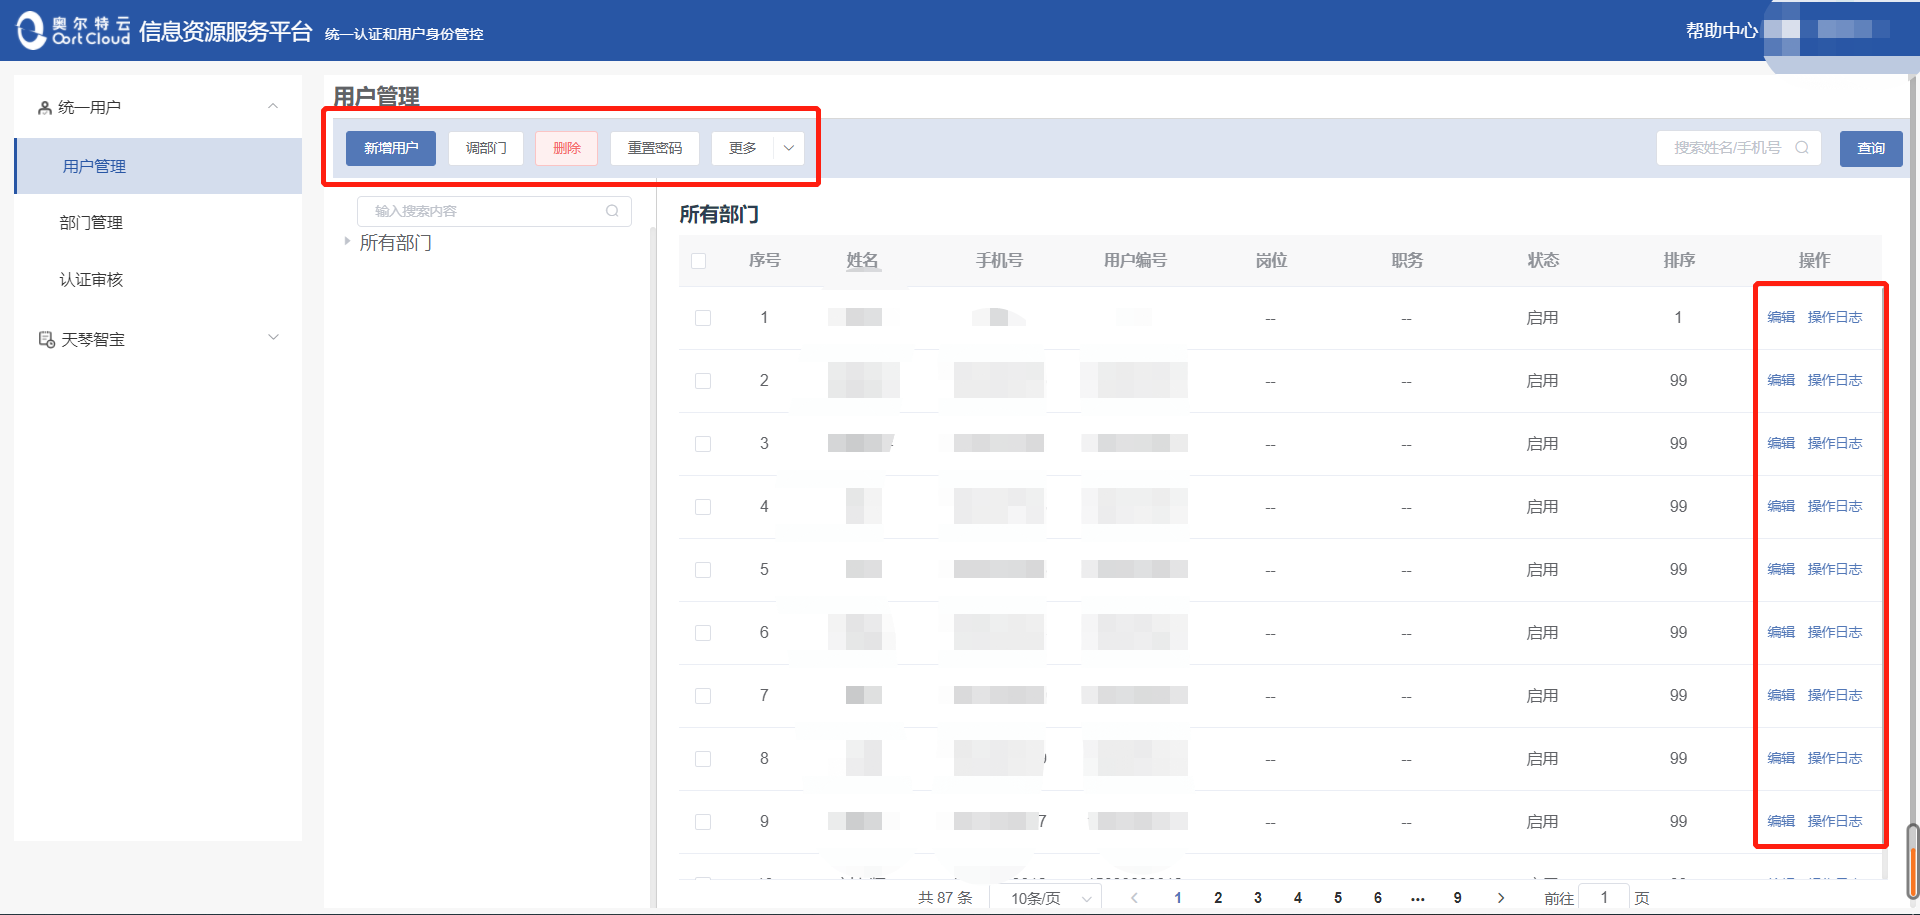 奥尔特云
Oort Cloud
信息资源服务平台 统一认证和用户身份管控
帮助中心
统一用户
用户管理
部门管理
认证审核
天琴智宝
用户管理
新增用户 调部门 删除 重置密码 更多
搜索姓名/手机号 查询
输入搜索内容
所有部门
所有部门
序号 姓名 手机号 用户编号 岗位 职务 状态 排序 操作
1 -- -- 启用 1 编辑 操作日志
2 -- -- 启用 99 编辑 操作日志
3 -- -- 启用 99 编辑 操作日志
4 -- -- 启用 99 编辑 操作日志
5 -- -- 启用 99 编辑 操作日志
6 -- -- 启用 99 编辑 操作日志
7 -- -- 启用 99 编辑 操作日志
8 -- -- 启用 99 编辑 操作日志
9 7 -- -- 启用 99 编辑 操作日志
共 87 条 10条/页 1 2 3 4 5 6 ... 9 前往 1 页